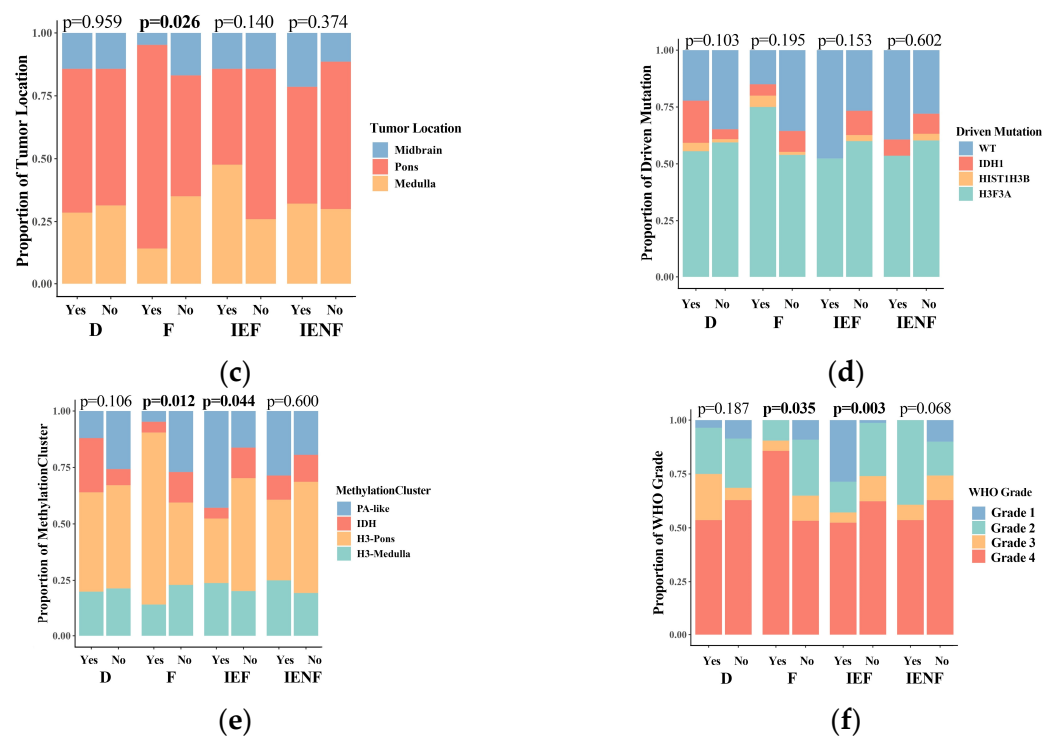 p=0.959 p=0.026 p=0.140 p=0.374
Proportion of Tumor Location
1.00
0.75
0.50
0.25
0.00
Yes No Yes No Yes No Yes No
D F IEF IENF
Tumor Location
Midbrain
Pons
Medulla
(c)
p=0.103 p=0.195 p=0.153 p=0.602
Proportion of Driven Mutation
1.00
0.75
0.50
0.25
0.00
Yes No Yes No Yes No Yes No
D F IEF IENF
Driven Mutation
WT
IDH1
HIST1H3B
H3F3A
(d)
p=0.106 p=0.012 p=0.044 p=0.600
Proportion of MethylationCluster
1.00
0.75
0.50
0.25
0.00
Yes No Yes No Yes No Yes No
D F IEF IENF
MethylationCluster
PA-like
IDH
H3-Pons
H3-Medulla
(e)
p=0.187 p=0.035 p=0.003 p=0.068
Proportion of WHO Grade
1.00
0.75
0.50
0.25
0.00
Yes No Yes No Yes No Yes No
D F IEF IENF
WHO Grade
Grade 1
Grade 2
Grade 3
Grade 4
(f)